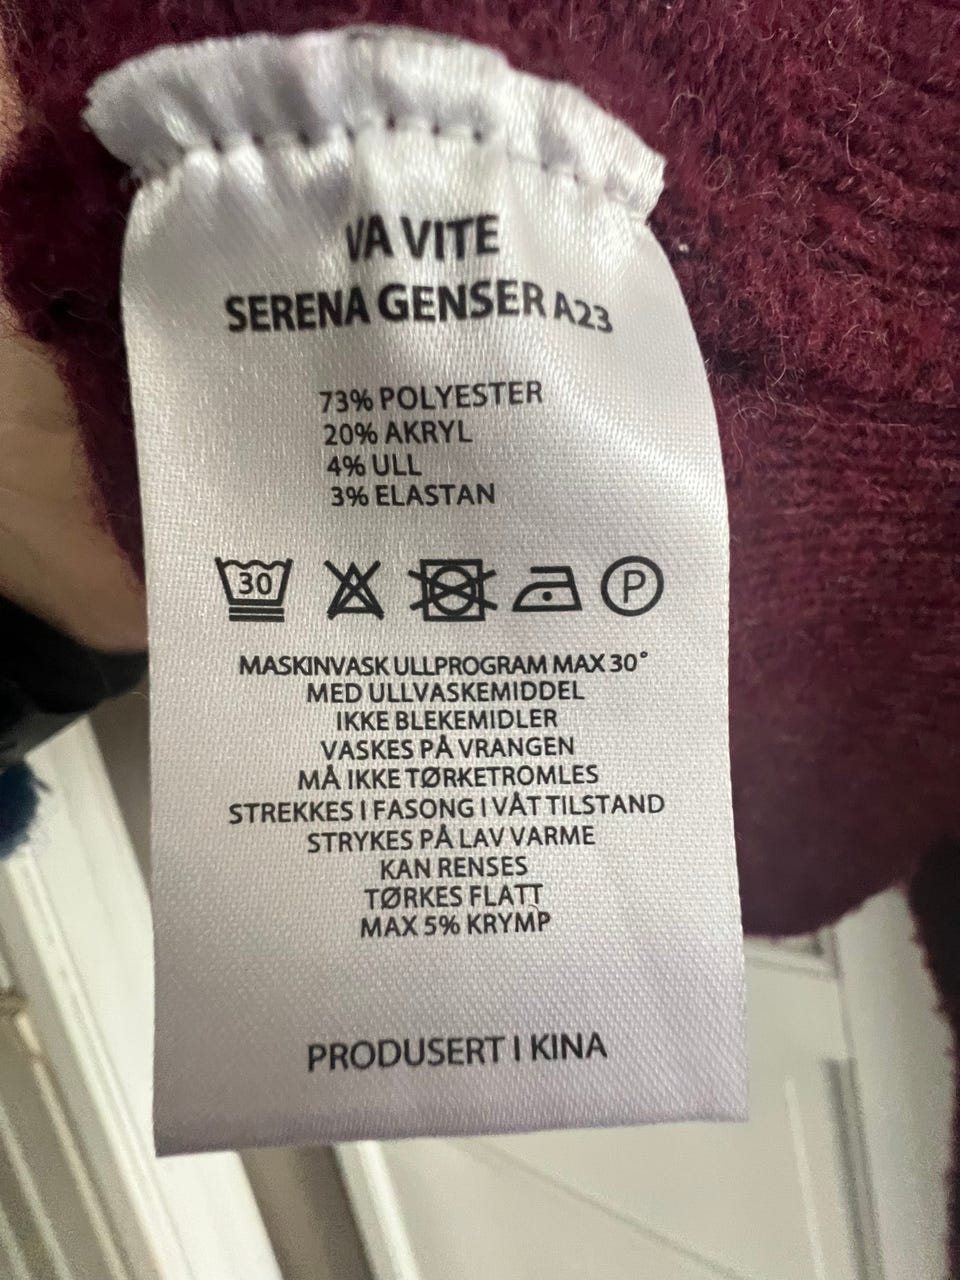 VA VITE
SERENA GENSER A23
73% POLYESTER
20% AKRYL
4% ULL
3% ELASTAN
30 P
MASKINVASK ULLPROGRAM MAX 30°
MED ULLVASKEMIDDEL
IKKE BLEKEMIDLER
VASKES PÅ VRANGEN
MÅ IKKE TØRKETROMLES
STREKKES I FASONG I VÅT TILSTAND
STRYKES PÅ LAV VARME
KAN RENSES
TØRKES FLATT
MAX 5% KRYMP
PRODUSERT I KINA